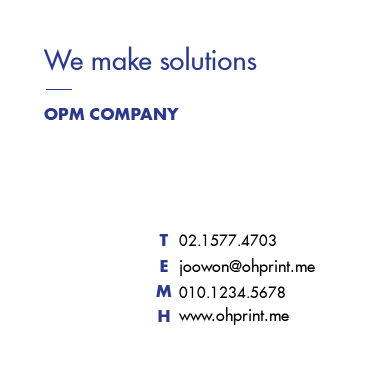 We make solutions
OPM COMPANY
T 02.1577.4703
E joowon@ohprint.me
M 010.1234.5678
H www.ohprint.me